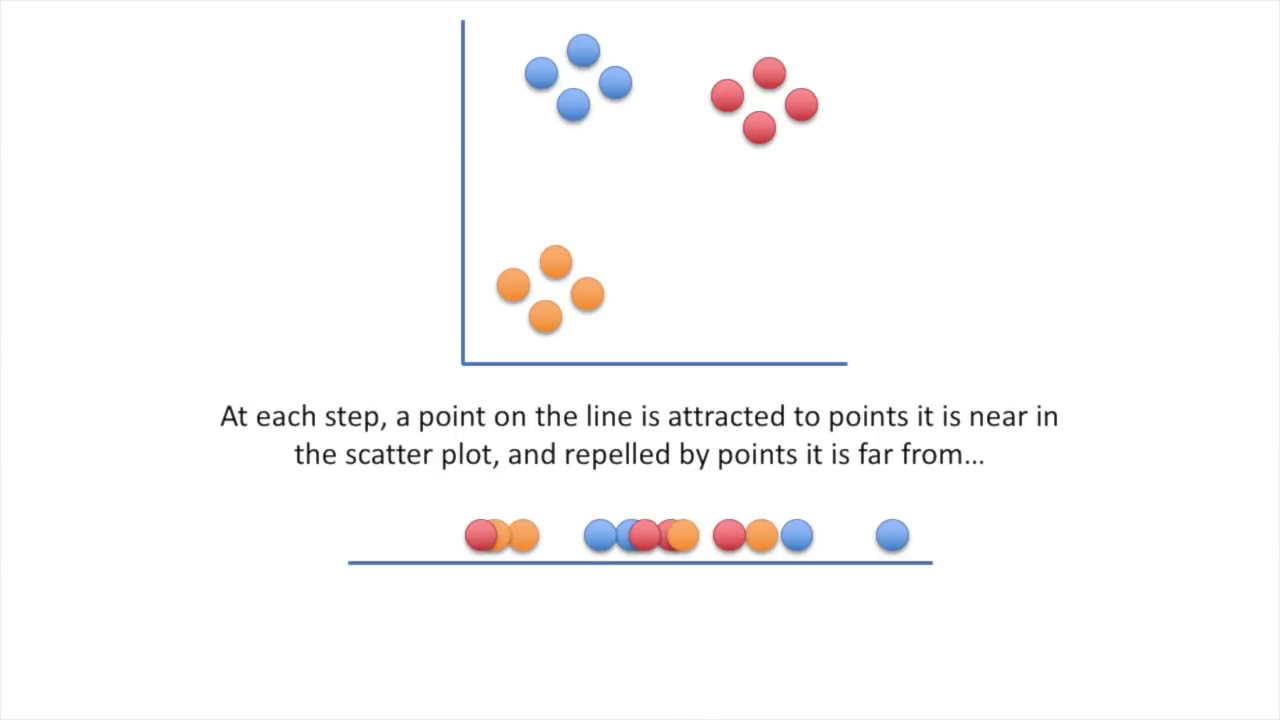 At each step, a point on the line is attracted to points it is near in
the scatter plot, and repelled by points it is far from…